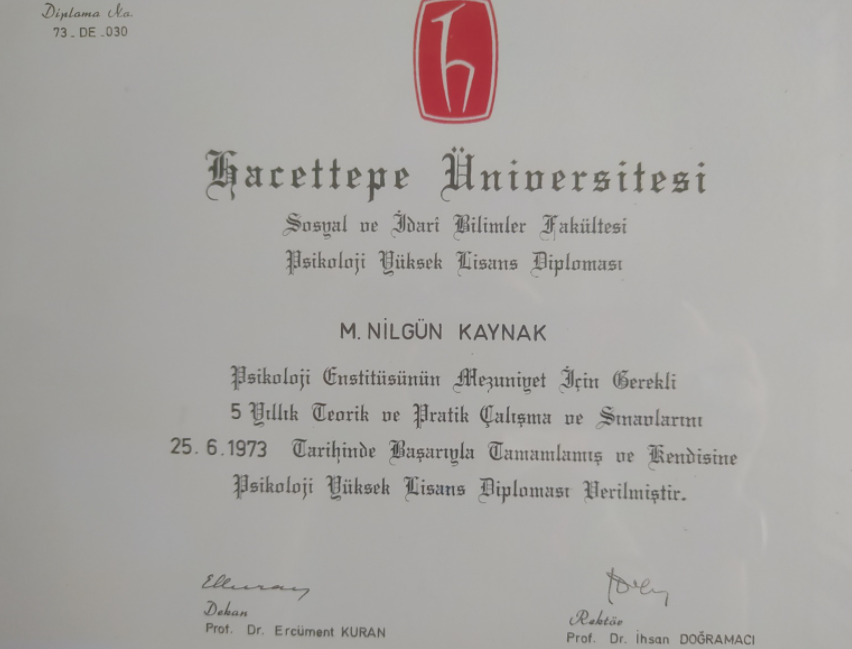 Diploma No.
73 - DE - 030
Hacettepe Üniversitesi
Sosyal ve İdarî Bilimler Fakültesi
Psikoloji Yüksek Lisans Diploması
M. NİLGÜN KAYNAK
Psikoloji Enstitüsünün Mezuniyet İçin Gerekli
5 Yıllık Teorik ve Pratik Çalışma ve Sınavlarını
25. 6. 1973 Tarihinde Başarıyla Tamamlamış ve Kendisine
Psikoloji Yüksek Lisans Diploması Verilmiştir.
Dekan
Prof. Dr. Ercüment KURAN
Rektör
Prof. Dr. İhsan DOĞRAMACI